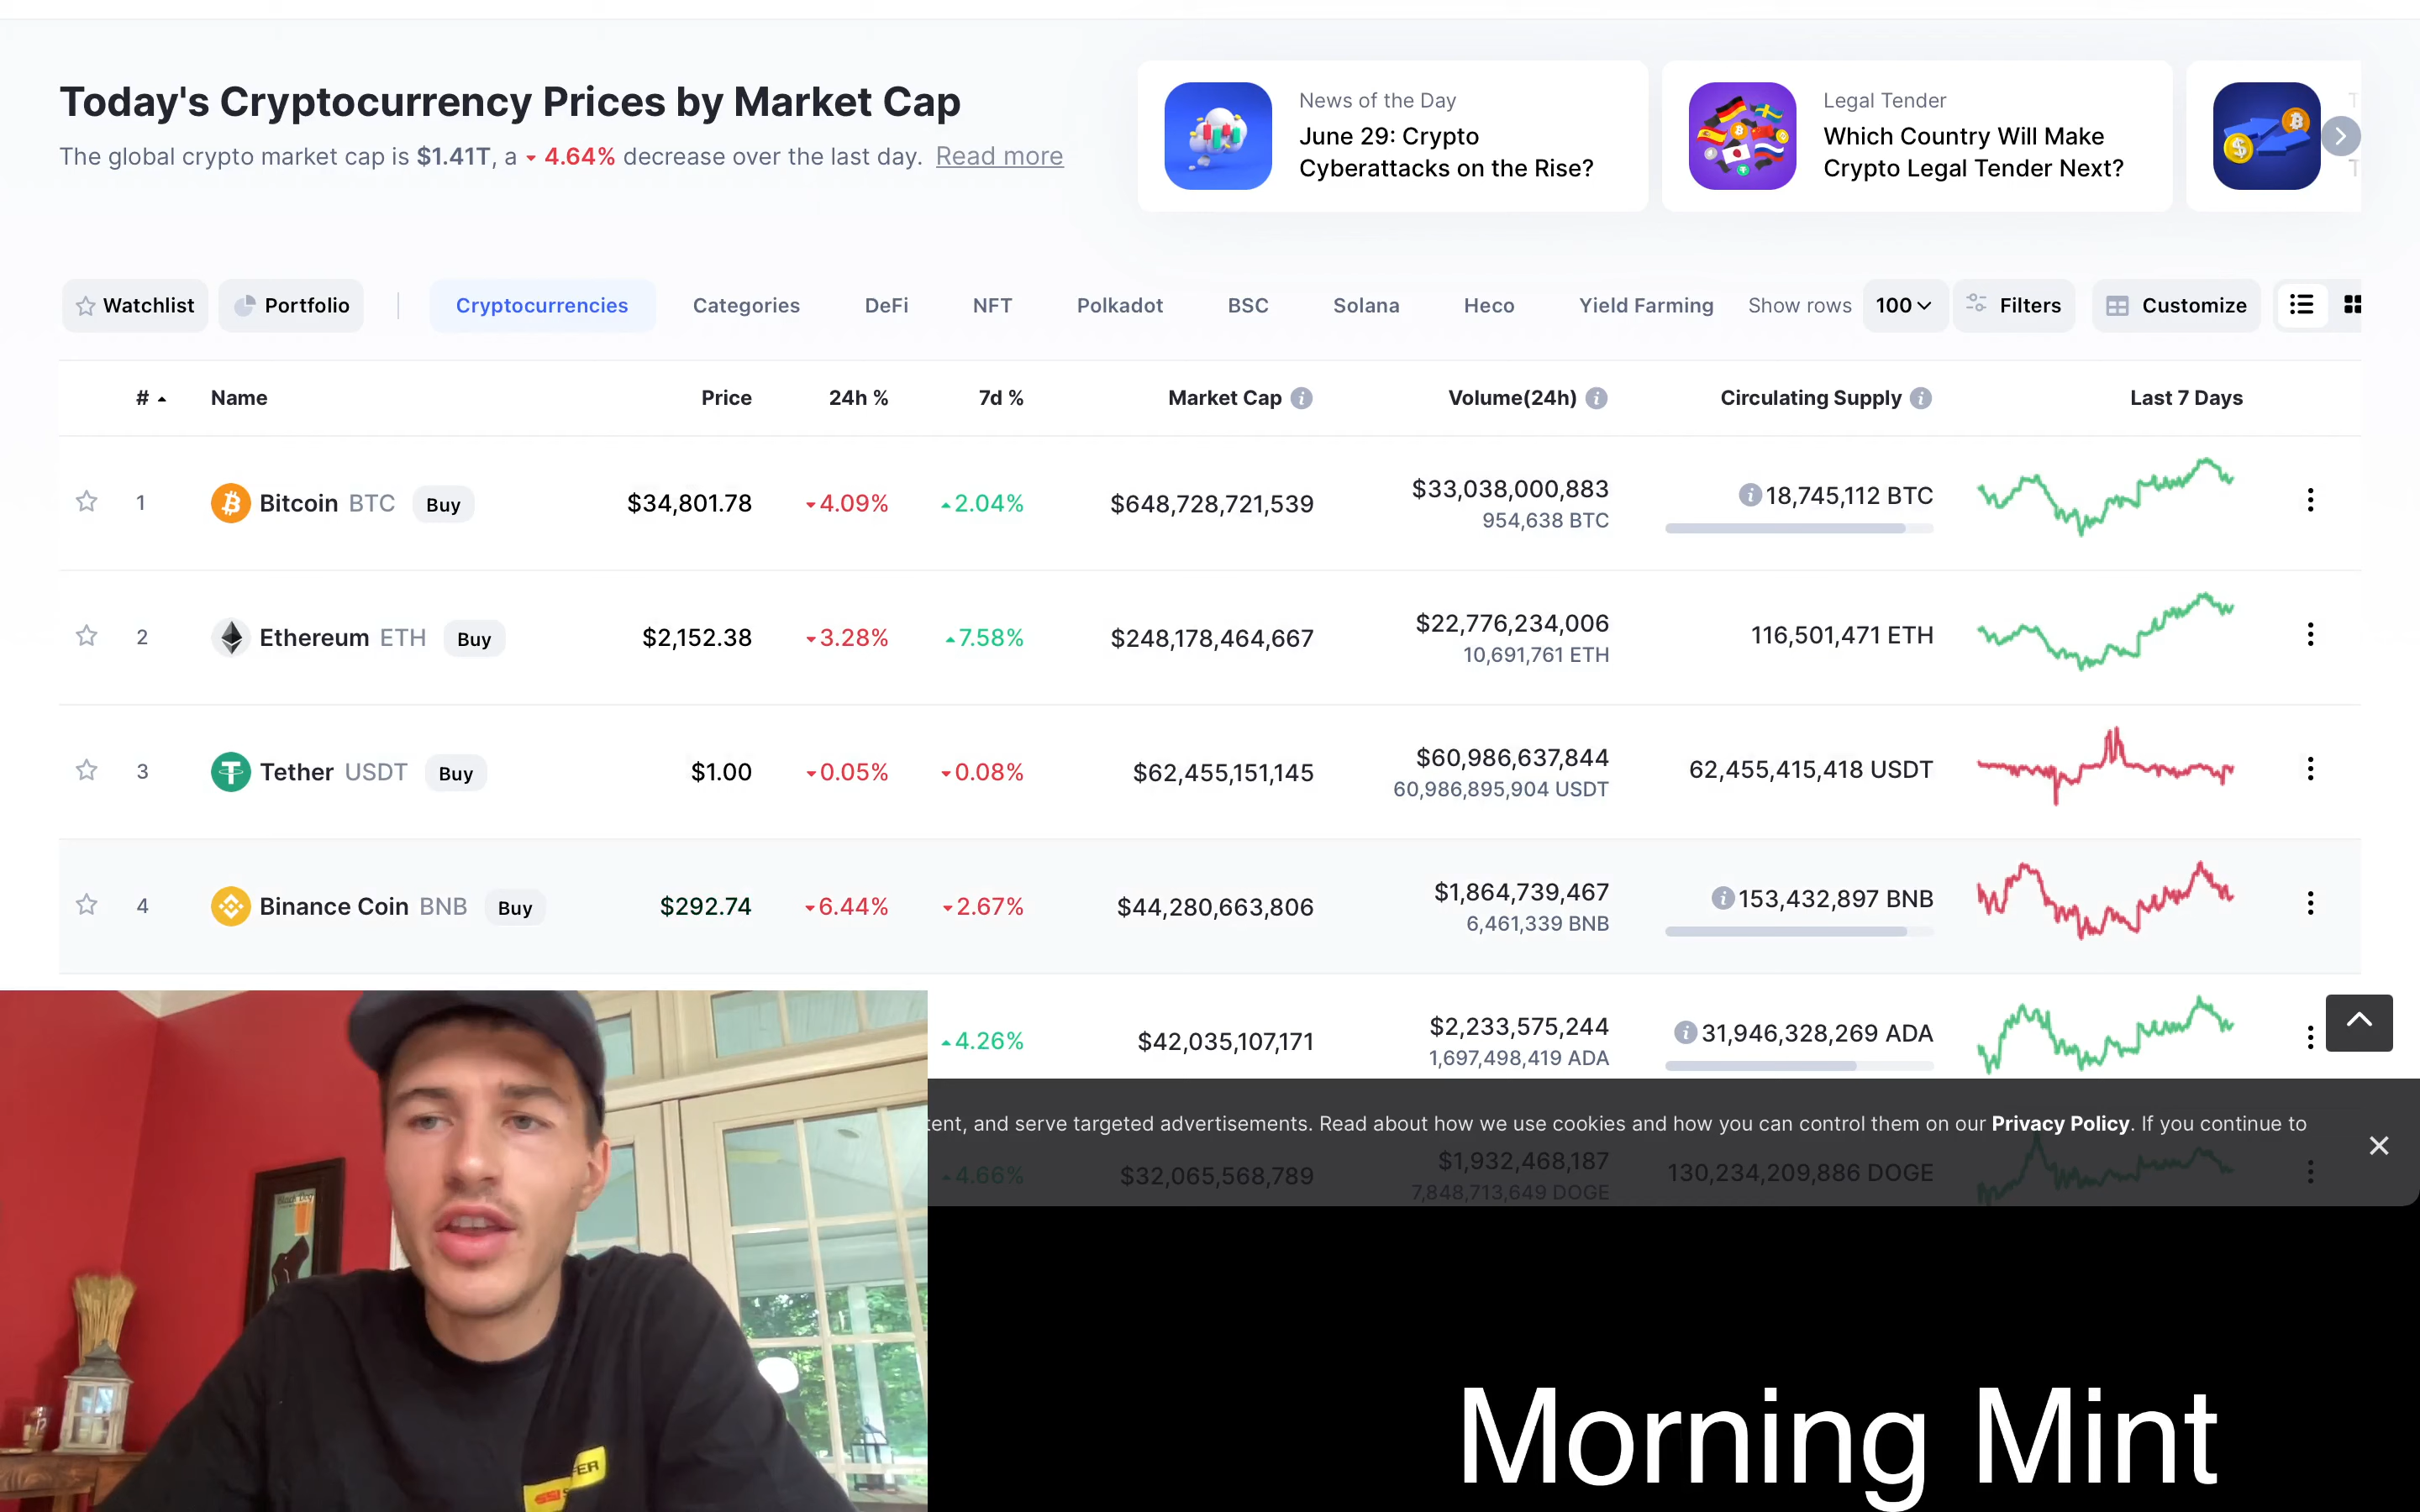 Today's Cryptocurrency Prices by Market Cap
The global crypto market cap is $1.41T, a 4.64% decrease over the last day. Read more
News of the Day
June 29: Crypto
Cyberattacks on the Rise?
Legal Tender
Which Country Will Make
Crypto Legal Tender Next?
Watchlist Portfolio Cryptocurrencies Categories DeFi NFT Polkadot BSC Solana Heco Yield Farming Show rows 100 Filters Customize
# Name Price 24h % 7d % Market Cap Volume(24h) Circulating Supply Last 7 Days
1 Bitcoin BTC Buy $34,801.78 4.09% 2.04% $648,728,721,539 $33,038,000,883 18,745,112 BTC
954,638 BTC
2 Ethereum ETH Buy $2,152.38 3.28% 7.58% $248,178,464,667 $22,776,234,006 116,501,471 ETH
10,691,761 ETH
3 Tether USDT Buy $1.00 0.05% 0.08% $62,455,151,145 $60,986,637,844 62,455,415,418 USDT
60,986,895,904 USDT
4 Binance Coin BNB Buy $292.74 6.44% 2.67% $44,280,663,806 $1,864,739,467 153,432,897 BNB
6,461,339 BNB
4.26% $42,035,107,171 $2,233,575,244 31,946,328,269 ADA
1,697,498,419 ADA
tent, and serve targeted advertisements. Read about how we use cookies and how you can control them on our Privacy Policy. If you continue to
4.66% $32,065,568,789 $1,932,468,187 130,234,209,886 DOGE
7,848,713,649 DOGE
Morning Mint